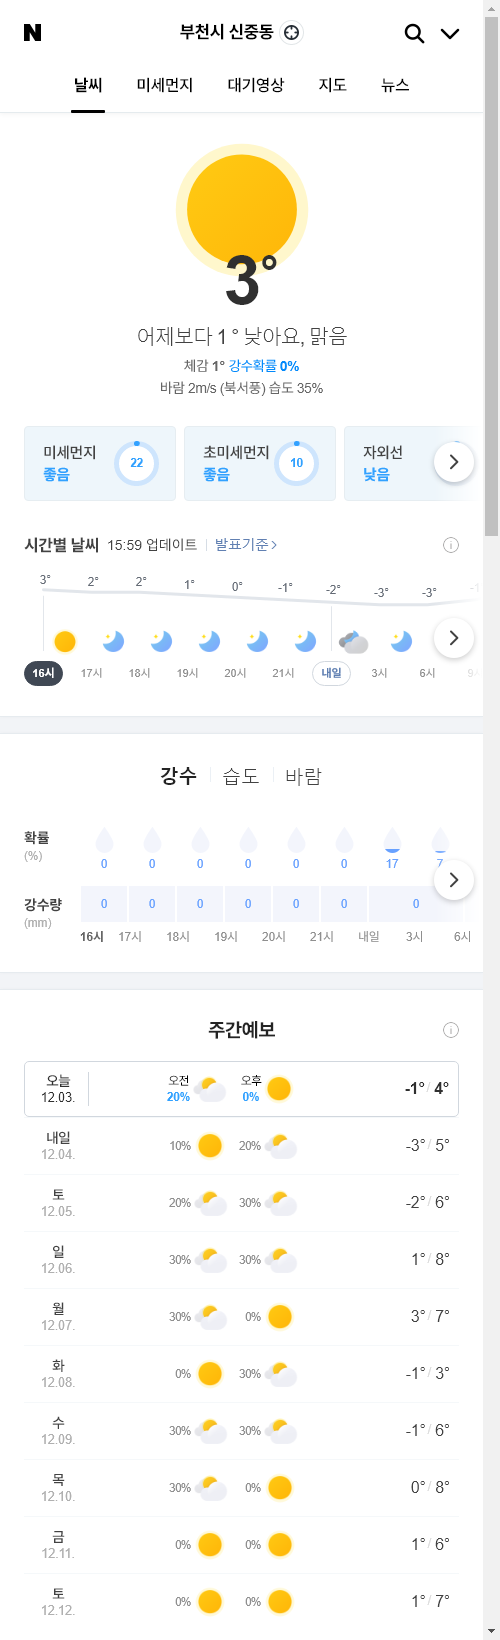 N 부천시 신중동
날씨 미세먼지 대기영상 지도 뉴스
3°
어제보다 1 ° 낮아요, 맑음
체감 1° 강수확률 0%
바람 2m/s (북서풍) 습도 35%
미세먼지 초미세먼지 자외선
좋음 22 좋음 10 낮음
시간별 날씨 15:59 업데이트 발표기준
3° 2° 2° 1° 0° -1° -2° -3° -3°
16시 17시 18시 19시 20시 21시 내일 3시 6시
강수 습도 바람
확률
(%)
0 0 0 0 0 0 17 7
강수량
(mm)
0 0 0 0 0 0 0
16시 17시 18시 19시 20시 21시 내일 3시 6시
주간예보
오늘 오전 오후
12.03. 20% 0% -1° / 4°
내일
12.04. 10% 20% -3° / 5°
토
12.05. 20% 30% -2° / 6°
일
12.06. 30% 30% 1° / 8°
월
12.07. 30% 0% 3° / 7°
화
12.08. 0% 30% -1° / 3°
수
12.09. 30% 30% -1° / 6°
목
12.10. 30% 0% 0° / 8°
금
12.11. 0% 0% 1° / 6°
토
12.12. 0% 0% 1° / 7°